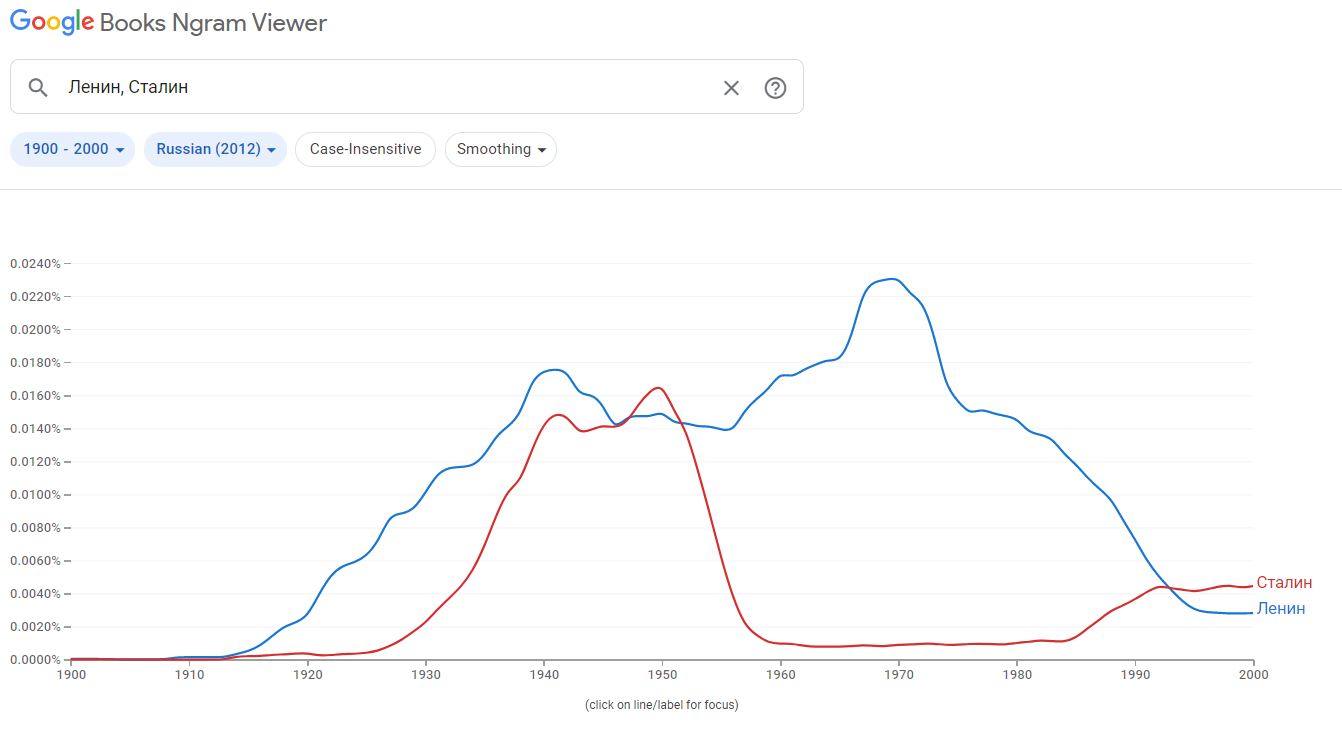 Google Books Ngram Viewer
Ленин, Сталин
1900 - 2000 Russian (2012) Case-Insensitive Smoothing
0.0240%
0.0220%
0.0200%
0.0180%
0.0160%
0.0140%
0.0120%
0.0100%
0.0080%
0.0060%
0.0040%
0.0020%
0.0000%
Сталин
Ленин
1900 1910 1920 1930 1940 1950 1960 1970 1980 1990 2000
(click on line/label for focus)